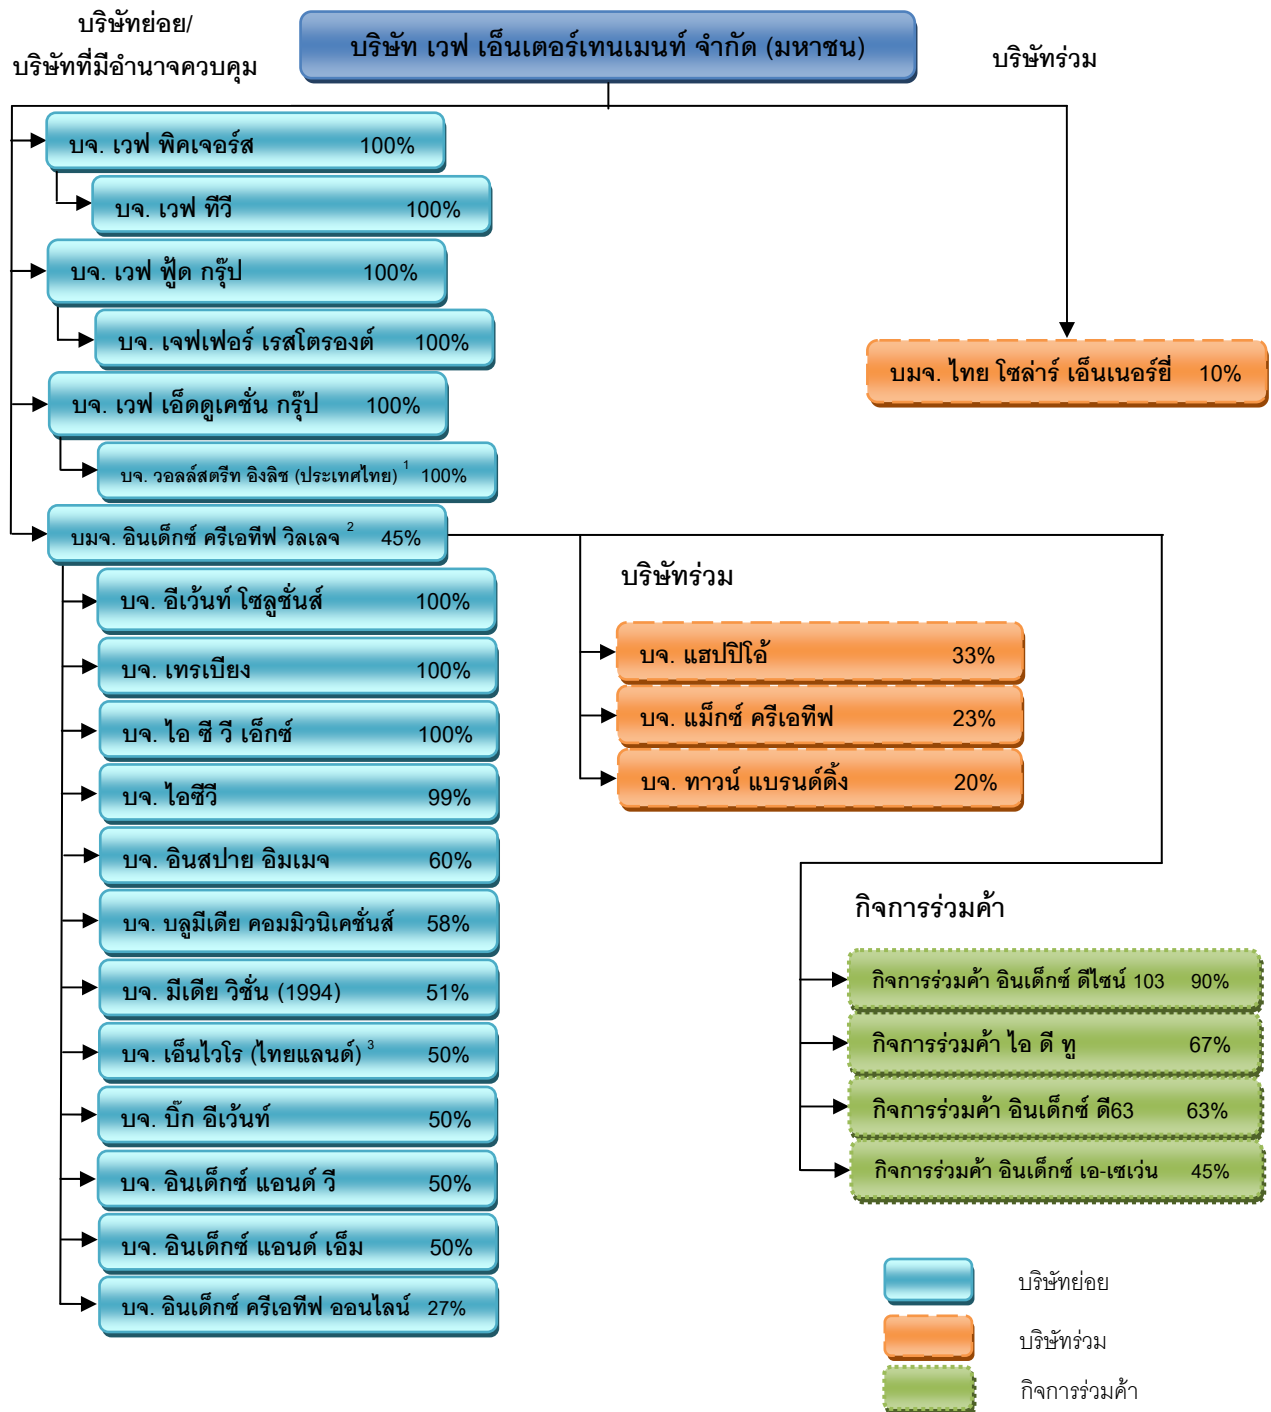 บริษัทย่อย/
บริษัทที่มีอำนาจควบคุม
บริษัท เวฟ เอ็นเตอร์เทนเมนท์ จำกัด (มหาชน)
บริษัทร่วม
บจ. เวฟ พิคเจอร์ส 100%
บจ. เวฟ ทีวี 100%
บจ. เวฟ ฟู้ด กรุ๊ป 100%
บจ. เจฟเฟอร์ เรสโตรองต์ 100%
บมจ. ไทย โซล่าร์ เอ็นเนอร์ยี่ 10%
บจ. เวฟ เอ็ดดูเคชั่น กรุ๊ป 100%
บจ. วอลล์สตรีท อิงลิช (ประเทศไทย) 1 100%
บมจ. อินเด็กซ์ ครีเอทีฟ วิลเลจ 2 45%
บจ. อีเว้นท์ โซลูชั่นส์ 100%
บจ. เทรเบียง 100%
บจ. ไอ ซี วี เอ็กซ์ 100%
บจ. ไอซีวี 99%
บจ. อินสปาย อิมเมจ 60%
บจ. บลูมีเดีย คอมมิวนิเคชั่นส์ 58%
บจ. มีเดีย วิชั่น (1994) 51%
บจ. เอ็นไวโร (ไทยแลนด์) 3 50%
บจ. บิ๊ก อีเว้นท์ 50%
บจ. อินเด็กซ์ แอนด์ วี 50%
บจ. อินเด็กซ์ แอนด์ เอ็ม 50%
บจ. อินเด็กซ์ ครีเอทีฟ ออนไลน์ 27%
บริษัทร่วม
บจ. แฮปปิโอ้ 33%
บจ. แม็กซ์ ครีเอทีฟ 23%
บจ. ทาวน์ แบรนด์ดิ้ง 20%
กิจการร่วมค้า
กิจการร่วมค้า อินเด็กซ์ ดีไซน์ 103 90%
กิจการร่วมค้า ไอ ดี ทู 67%
กิจการร่วมค้า อินเด็กซ์ ดี63 63%
กิจการร่วมค้า อินเด็กซ์ เอ-เซเว่น 45%
บริษัทย่อย
บริษัทร่วม
กิจการร่วมค้า